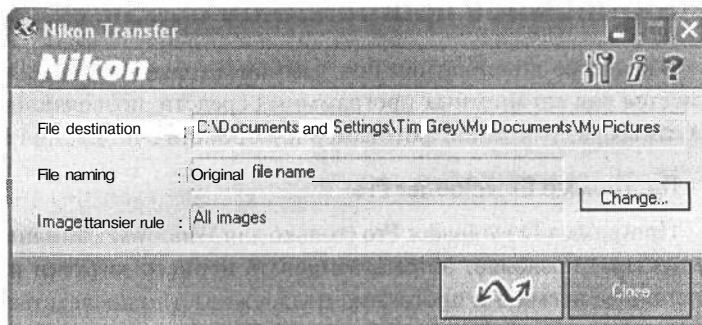 Nikon Transfer
Nikon
File destination : C:\Documents and Settings\Tim Grey\My Documents\My Pictures
File naming : Original file name
Change...
Image ttansier rule : All images
Close